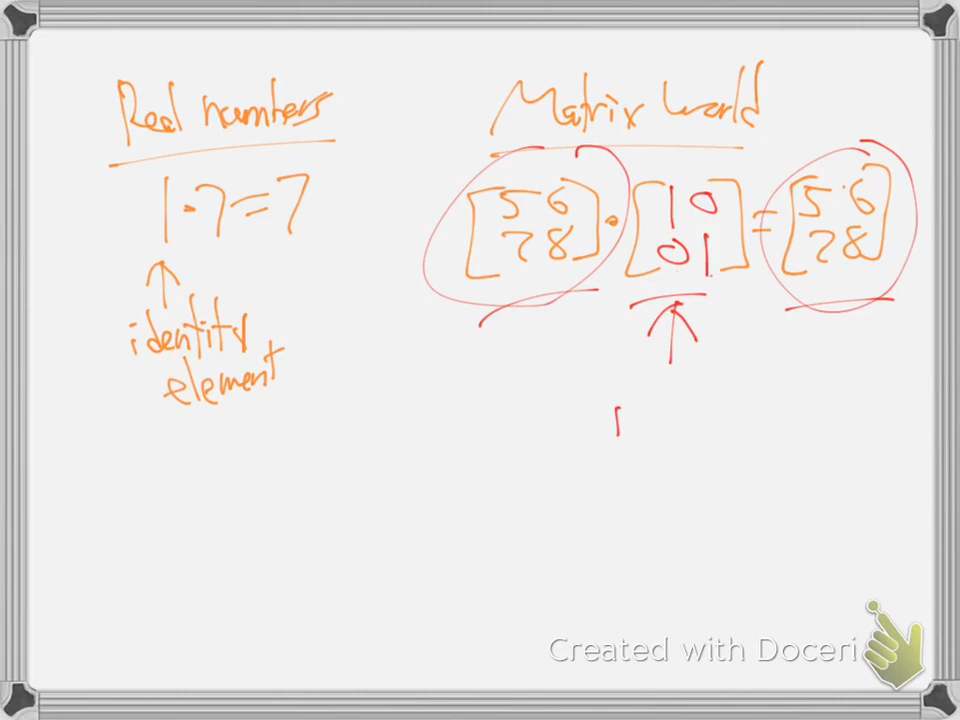 Real numbers
1·7=7
identity
element
Matrix world
[5 6 · [1 0 = [5 6
7 8] 0 1] 7 8]
Created with Doceri